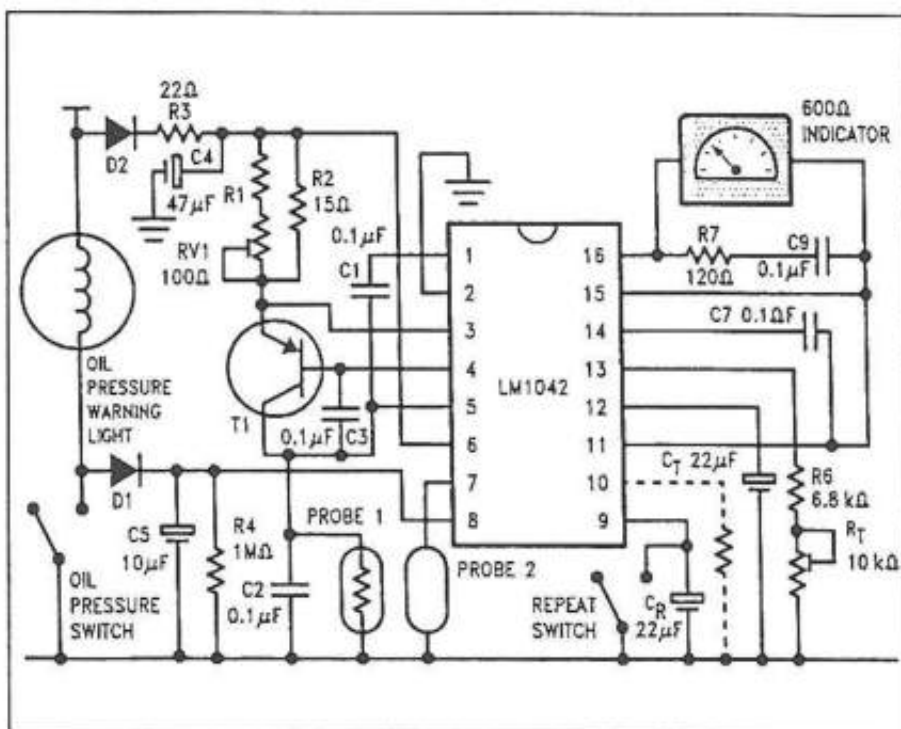 22Ω
R3
D2
C4
47μF
R1
R2
15Ω
RV1
100Ω
0.1μF
C1
600Ω
INDICATOR
R7
120Ω
C9
0.1μF
C7 0.1ΩF
1
2
3
4
5
6
7
8
LM1042
16
15
14
13
12
11
10
9
OIL
PRESSURE
WARNING
LIGHT
T1
0.1μF
C3
D1
C5
10μF
R4
1MΩ
PROBE 1
C2
0.1μF
PROBE 2
OIL
PRESSURE
SWITCH
REPEAT
SWITCH
CR
22μF
CT 22μF
R6
6.8 kΩ
RT
10 kΩ